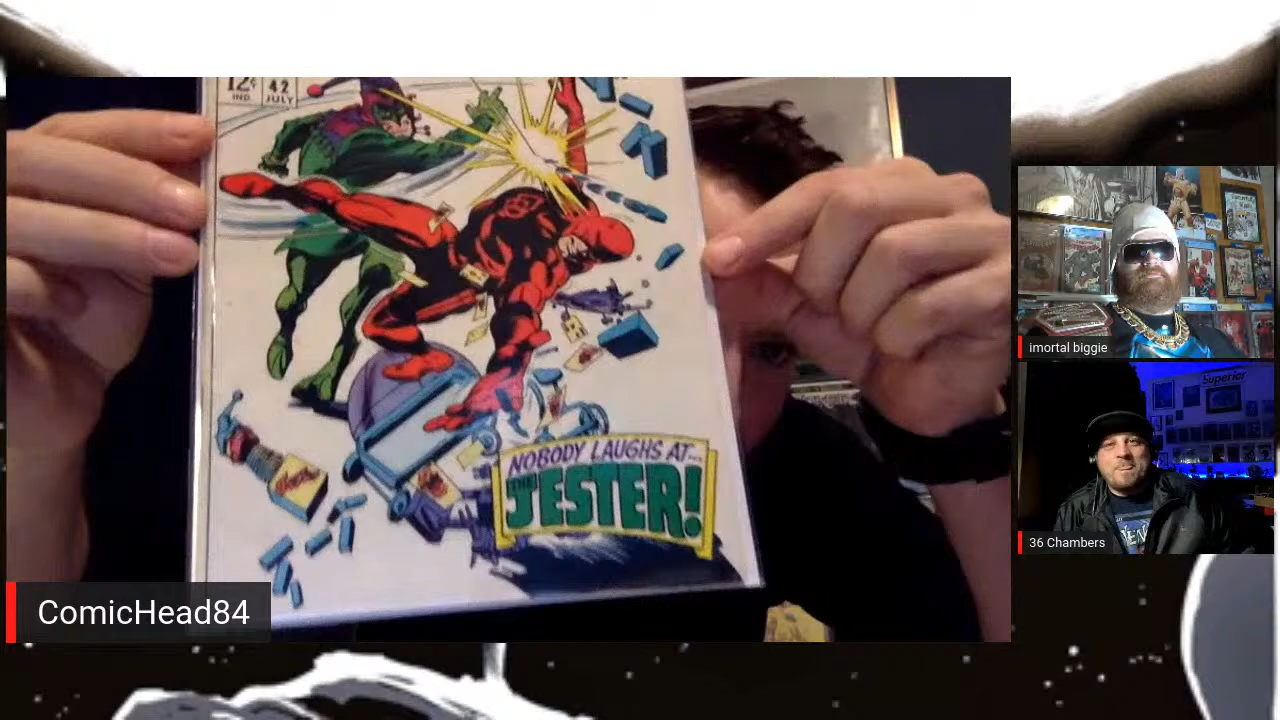 12¢
IND.
42
JULY
NOBODY LAUGHS AT...
THE
JESTER!
ComicHead84
imortal biggie
Superior
36 Chambers